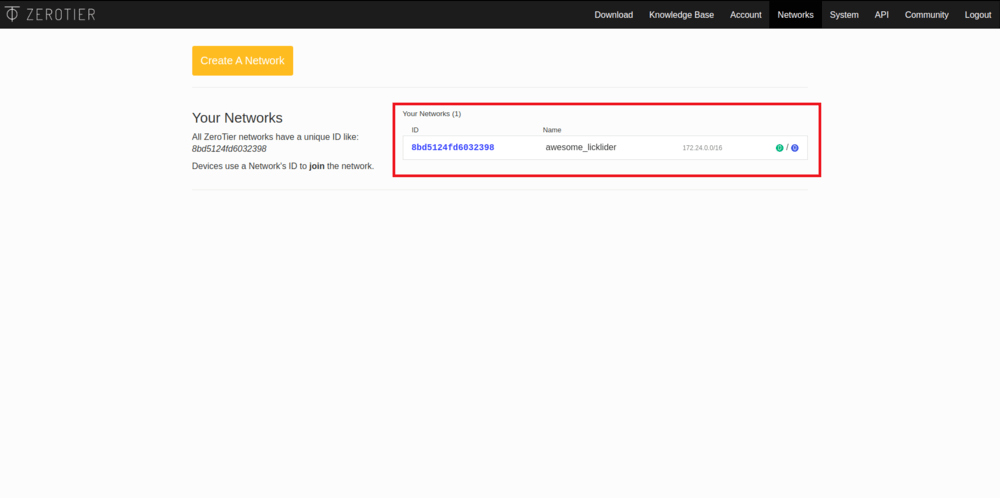 ZEROTIER
Download Knowledge Base Account Networks System API Community Logout
Create A Network
Your Networks
All ZeroTier networks have a unique ID like:
8bd5124fd6032398
Devices use a Network's ID to join the network.
Your Networks (1)
ID Name
8bd5124fd6032398 awesome_licklider 172.24.0.0/16 0 / 0